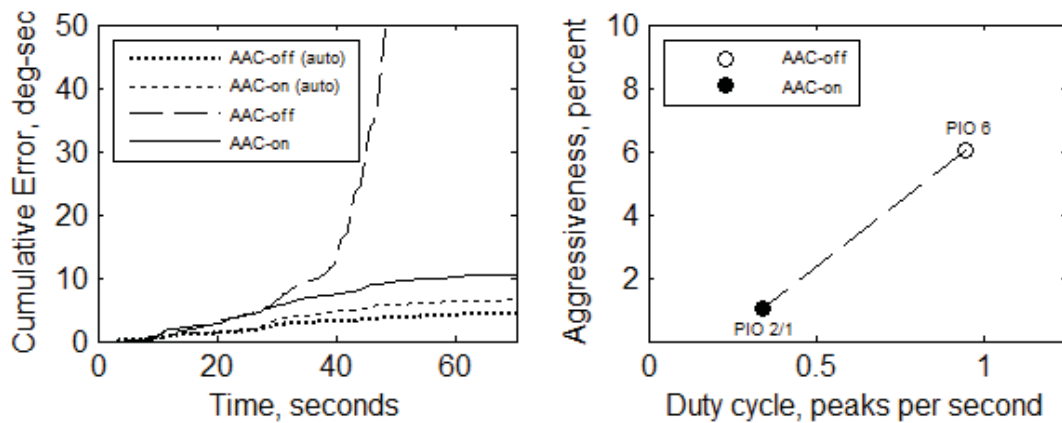 Cumulative Error, deg-sec
50
40
30
20
10
0
AAC-off (auto)
AAC-on (auto)
AAC-off
AAC-on
0 20 40 60
Time, seconds
Aggressiveness, percent
10
8
6
4
2
AAC-off
AAC-on
PIO 6
PIO 2/1
0 0.5 1
Duty cycle, peaks per second